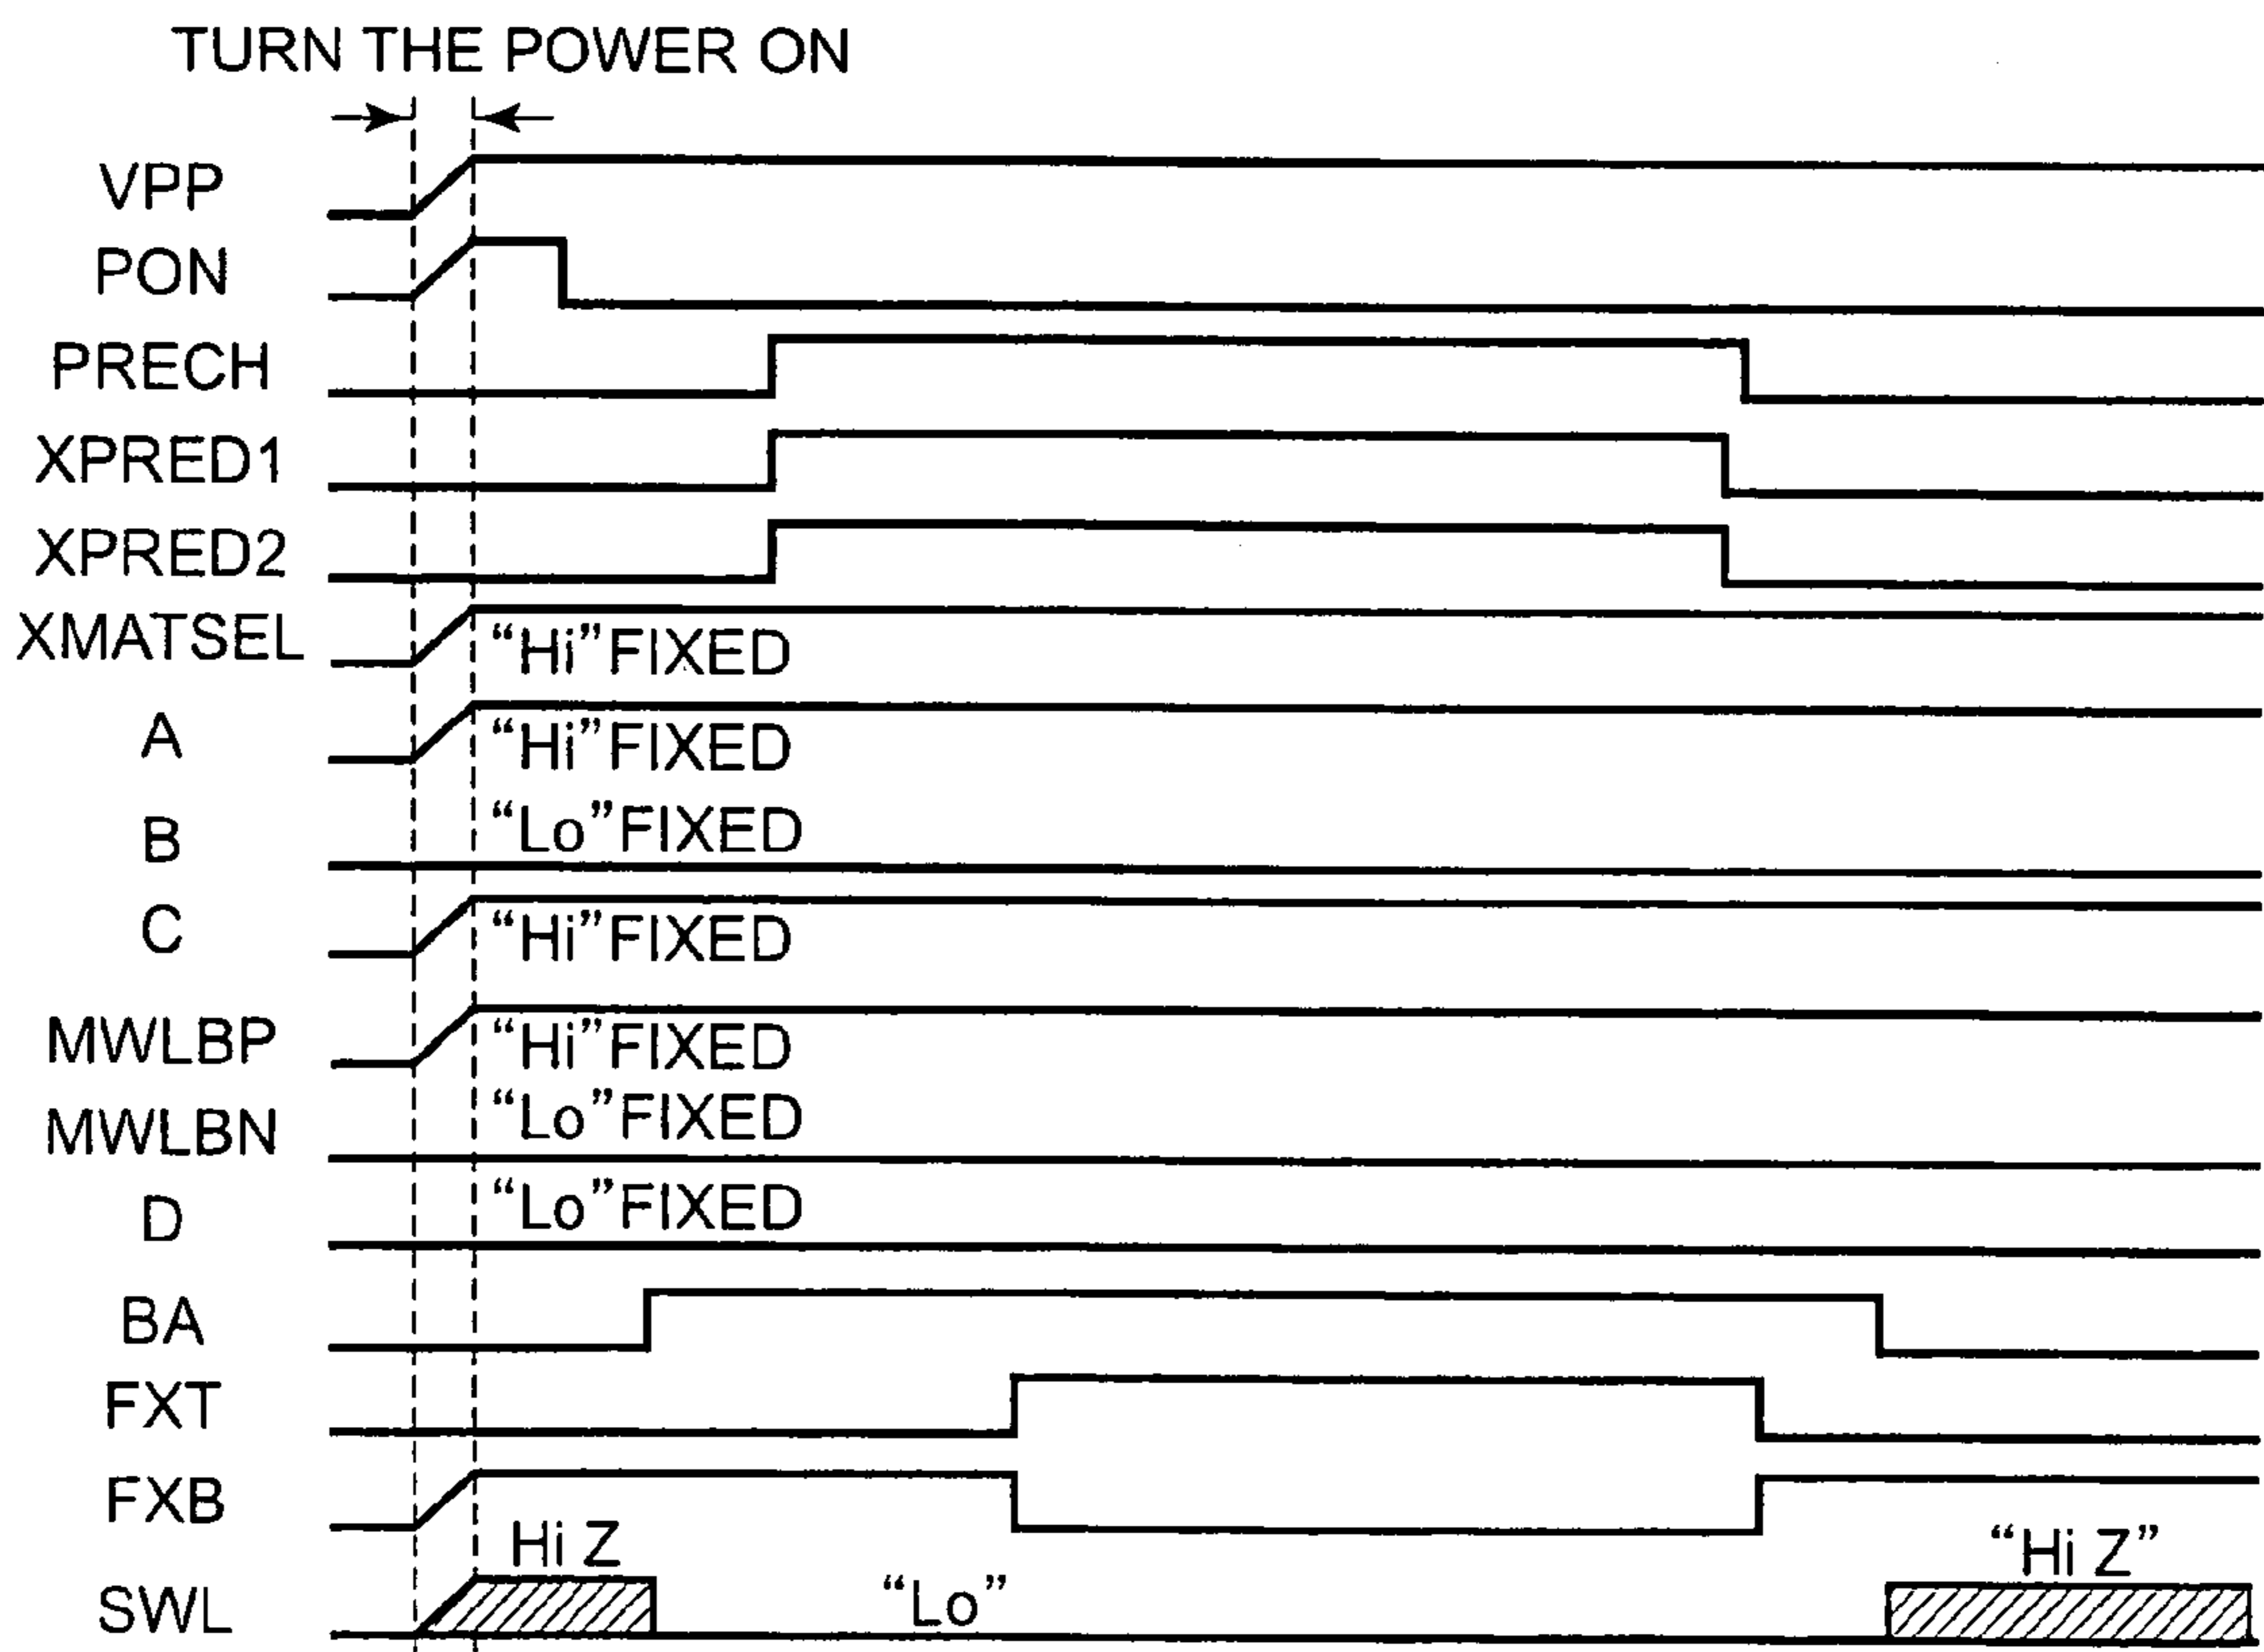 TURN THE POWER ON
VPP
PON
PRECH
XPRED1
XPRED2
XMATSEL “Hi”FIXED
A “Hi”FIXED
B “Lo”FIXED
C “Hi”FIXED
MWLBP “Hi”FIXED
MWLBN “Lo”FIXED
D “Lo”FIXED
BA
FXT
FXB
Hi Z “Hi Z”
SWL “Lo”